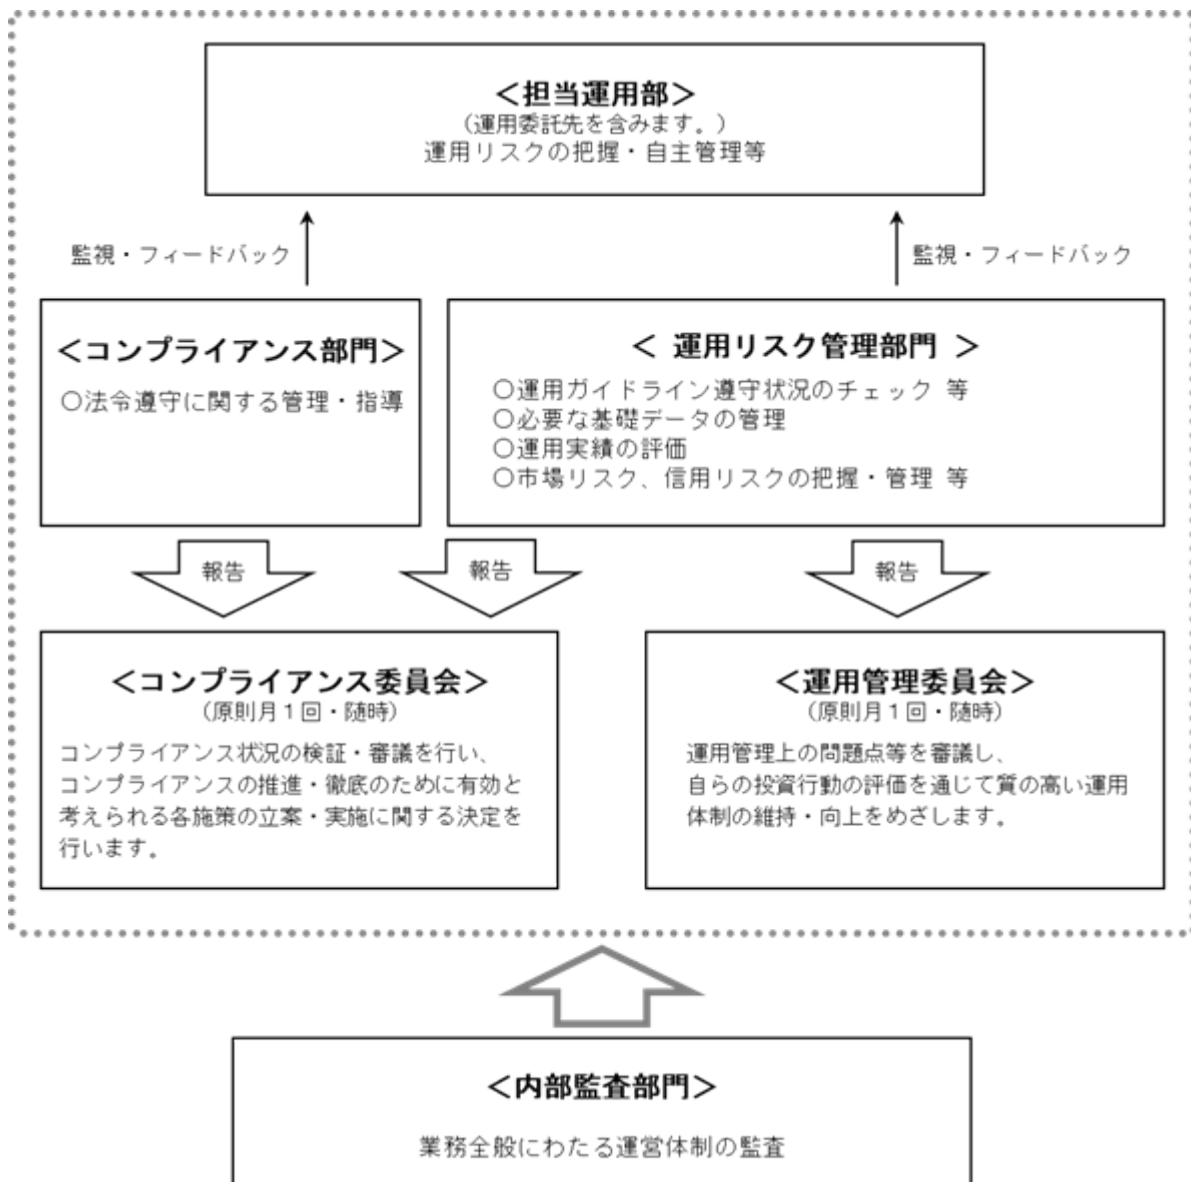 ＜担当運用部＞
（運用委託先を含みます。）
運用リスクの把握・自主管理等
監視・フィードバック
監視・フィードバック
＜コンプライアンス部門＞
○法令遵守に関する管理・指導
＜ 運用リスク管理部門 ＞
○運用ガイドライン遵守状況のチェック 等
○必要な基礎データの管理
○運用実績の評価
○市場リスク、信用リスクの把握・管理 等
報告
報告
報告
＜コンプライアンス委員会＞
（原則月１回・随時）
コンプライアンス状況の検証・審議を行い、
コンプライアンスの推進・徹底のために有効と
考えられる各施策の立案・実施に関する決定を
行います。
＜運用管理委員会＞
（原則月１回・随時）
運用管理上の問題点等を審議し、
自らの投資行動の評価を通じて質の高い運用
体制の維持・向上をめざします。
＜内部監査部門＞
業務全般にわたる運営体制の監査